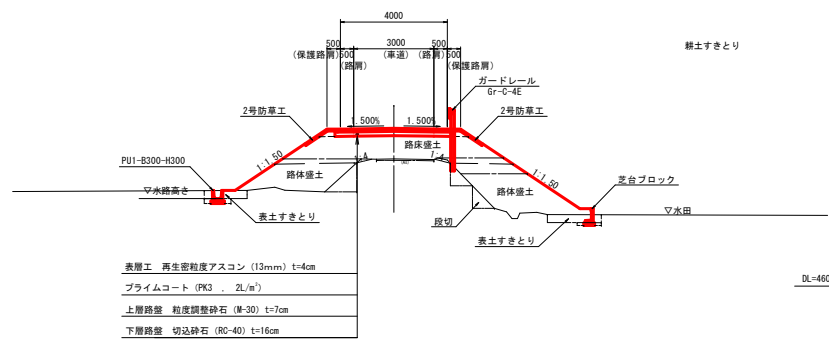 4000
耕土すきとり
500 3000 500
(保護路肩)500 (車道) 500(保護路肩)
(路肩) (路肩)
ガードレール
Gr-C-4E
2号防草工 2号防草工
1.500% 1.500%
路床盛土
1:1.50 1:4 1:4 1:1.50
PU1-B300-H300
路体盛土 路体盛土
芝台ブロック
▽水路高さ
▽水田
表土すきとり
段切
表土すきとり
表層工 再生密粒度アスコン(13mm) t=4cm
プライムコート(PK3 . 2L/m²)
上層路盤 粒度調整砕石(M-30) t=7cm
下層路盤 切込砕石(RC-40) t=16cm
DL=460